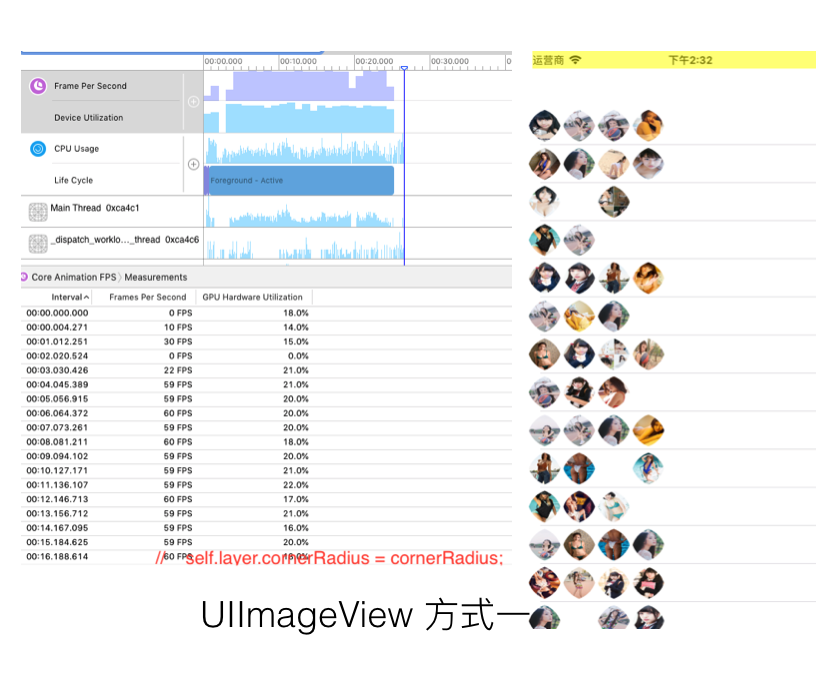 00:00.000 00:10.000 00:20.000 00:30.000 0
Frame Per Second
Device Utilization
CPU Usage
Life Cycle
Foreground - Active
Main Thread 0xca4c1
_dispatch_worklo..._thread 0xca4c6
Core Animation FPS 〉 Measurements
Interval Frames Per Second GPU Hardware Utilization
00:00.000.000 0 FPS 18.0%
00:00.004.271 10 FPS 14.0%
00:01.012.251 30 FPS 15.0%
00:02.020.524 0 FPS 0.0%
00:03.030.426 22 FPS 21.0%
00:04.045.389 59 FPS 21.0%
00:05.056.915 59 FPS 20.0%
00:06.064.372 60 FPS 20.0%
00:07.073.261 59 FPS 20.0%
00:08.081.211 60 FPS 18.0%
00:09.094.102 59 FPS 20.0%
00:10.127.171 59 FPS 21.0%
00:11.136.107 59 FPS 22.0%
00:12.146.713 60 FPS 17.0%
00:13.156.712 59 FPS 21.0%
00:14.167.095 59 FPS 16.0%
00:15.184.625 59 FPS 20.0%
00:16.188.614 60 FPS
// self.layer.cornerRadius = cornerRadius;
运营商 下午2:32
UIImageView 方式一